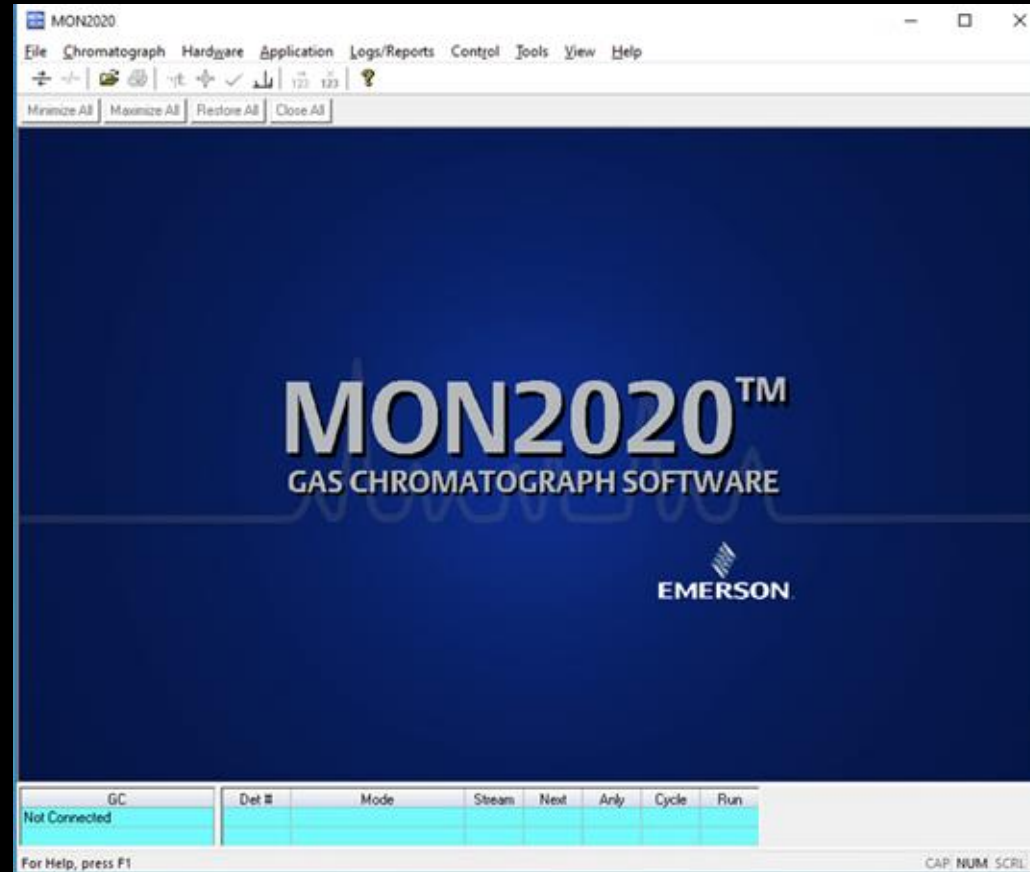 MON2020
File Chromatograph Hardware Application Logs/Reports Control Tools View Help
Minimize All Maximize All Restore All Close All
MON2020™
GAS CHROMATOGRAPH SOFTWARE
EMERSON
GC Det # Mode Stream Next Anly Cycle Run
Not Connected
For Help, press F1 CAP NUM SCRL